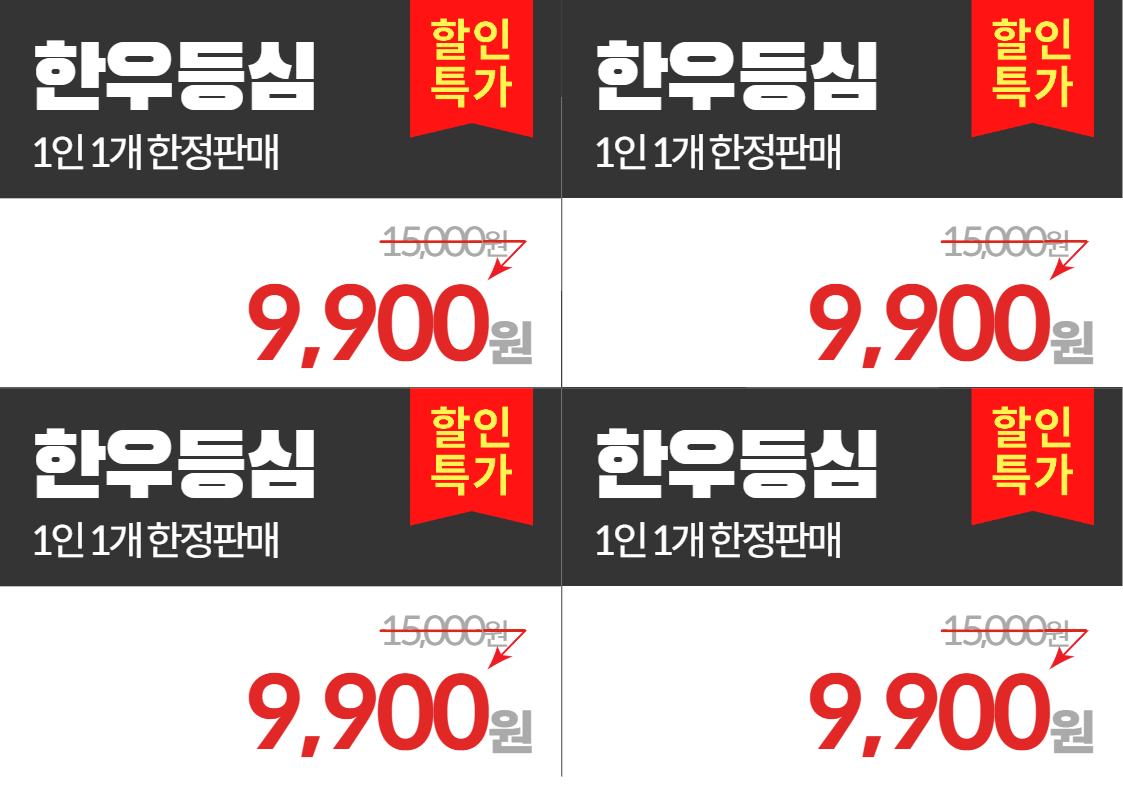 한우등심
할인
특가
1인 1개 한정판매
15,000원
9,900원
한우등심
할인
특가
1인 1개 한정판매
15,000원
9,900원
한우등심
할인
특가
1인 1개 한정판매
15,000원
9,900원
한우등심
할인
특가
1인 1개 한정판매
15,000원
9,900원